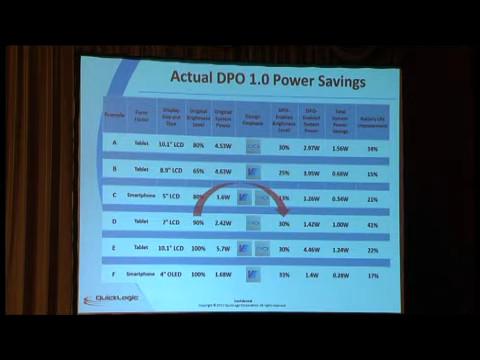 Actual DPO 1.0 Power Savings
Example Form Factor Display Size and Type Original Brightness Level Original System Power Design Emphasis DPO-Enabled Brightness Level DPO-Enabled System Power Total System Power Savings Battery Life Improvement
A Tablet 10.1" LCD 80% 4.53W 30% 2.97W 1.56W 34%
B Tablet 8.9" LCD 65% 4.63W VEE 25% 3.95W 0.68W 15%
C Smartphone 5" LCD 80% 1.6W 1.26W 0.34W 21%
D Tablet 7" LCD 90% 2.42W 30% 1.42W 1.00W 41%
E Tablet 10.1" LCD 100% 5.7W 30% 4.46W 1.24W 22%
F Smartphone 4" OLED 100% 1.68W 33% 1.4W 0.28W 17%
QuickLogic
Confidential